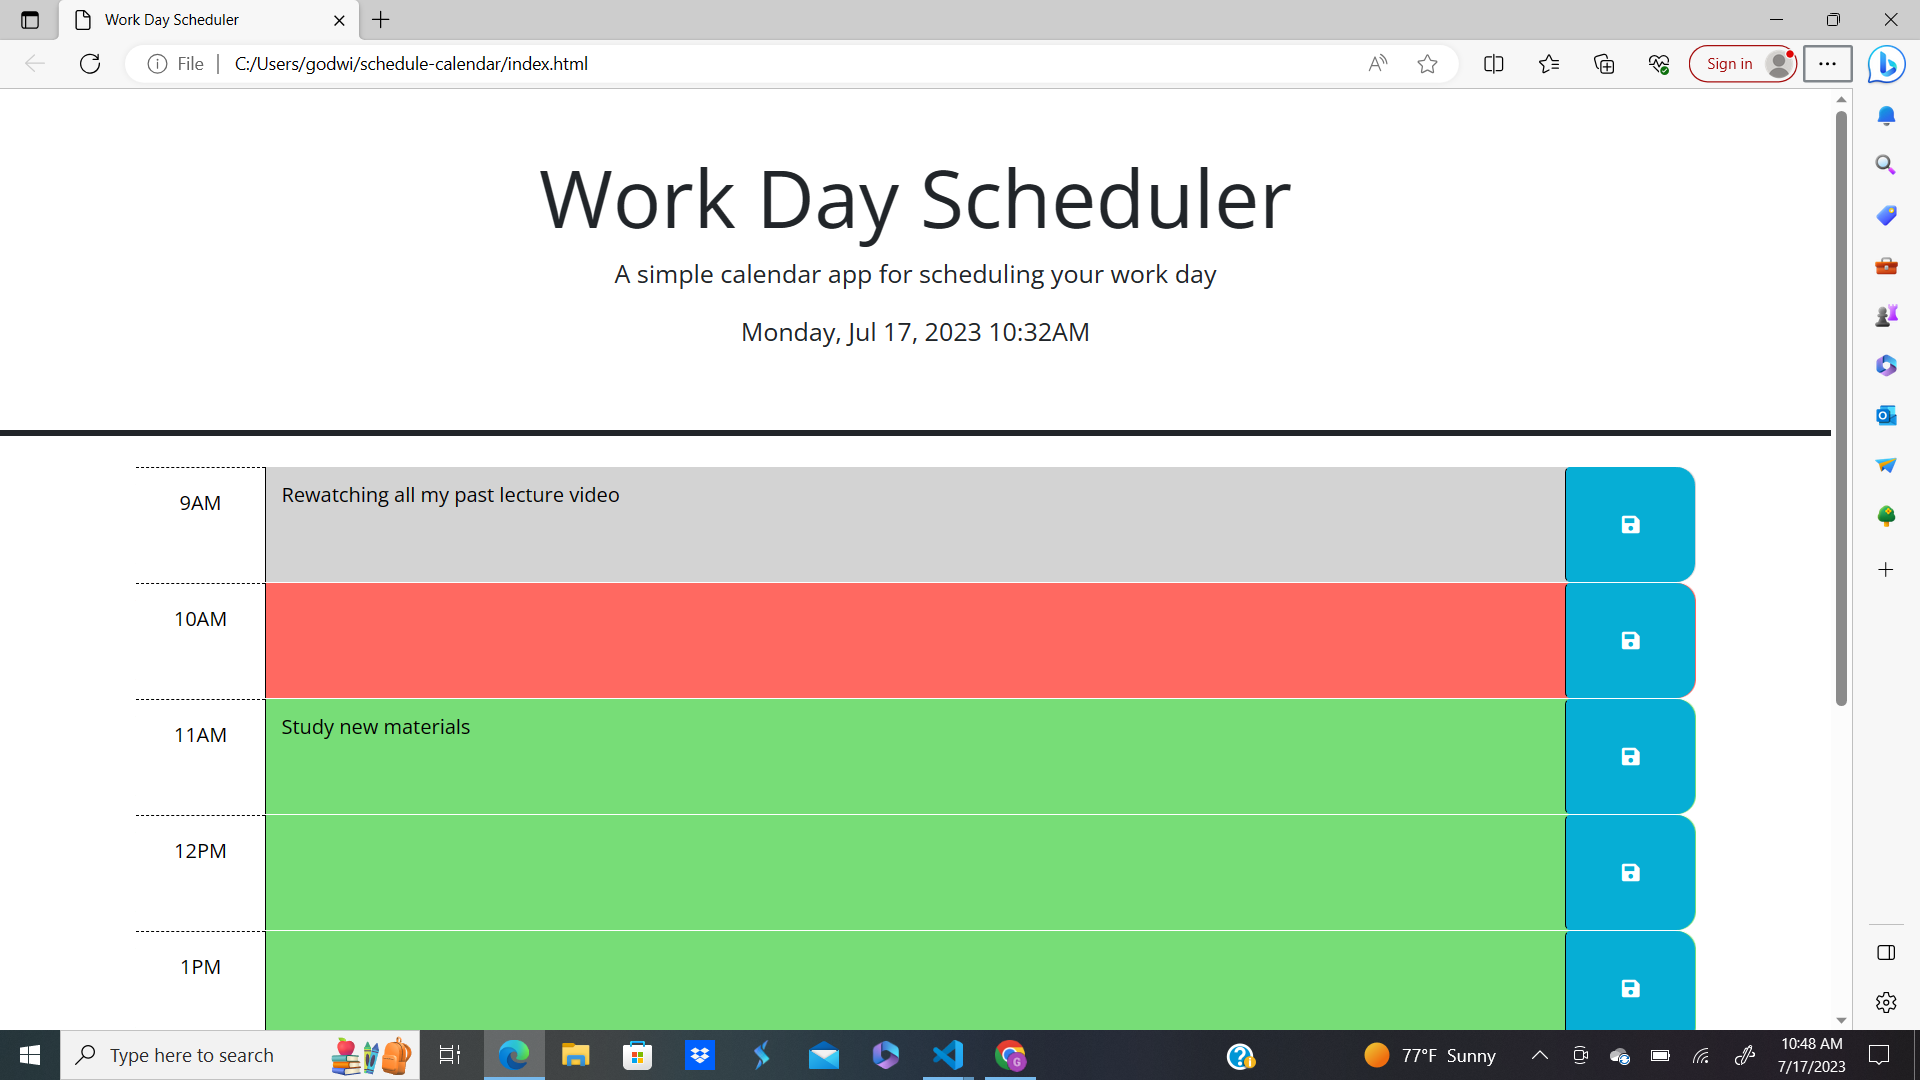 Work Day Scheduler
File
C:/Users/godwi/schedule-calendar/index.html
Sign in
Work Day Scheduler
A simple calendar app for scheduling your work day
Monday, Jul 17, 2023 10:32AM
9AM
Rewatching all my past lecture video
10AM
11AM
Study new materials
12PM
1PM
Type here to search
G
77°F Sunny
10:48 AM
7/17/2023